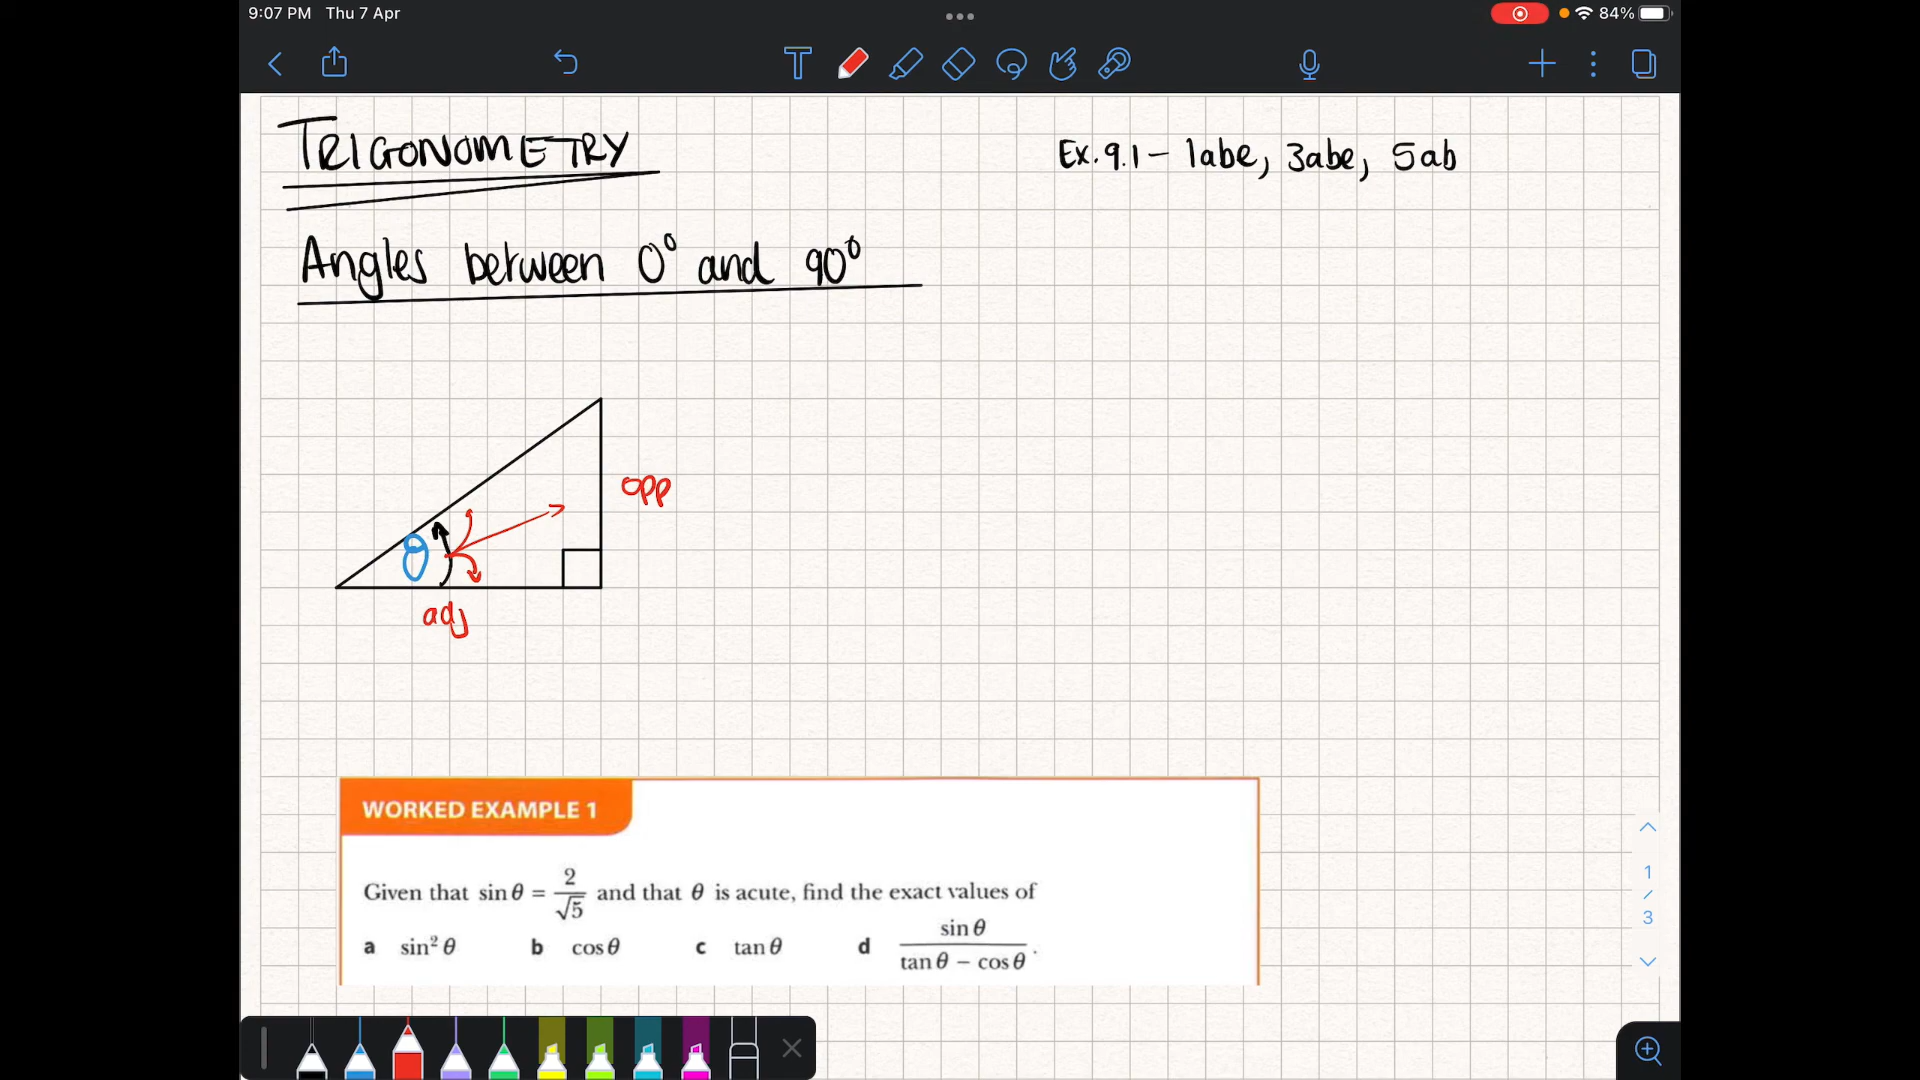 9:07 PM Thu 7 Apr
84%
TRIGONOMETRY
Ex. 9.1 – 1abe, 3abe, 5ab
Angles between 0° and 90°
opp
θ
adj
WORKED EXAMPLE 1
Given that sin θ = 2/√5 and that θ is acute, find the exact values of
a sin² θ b cos θ c tan θ d sin θ / (tan θ − cos θ).
1
/
3